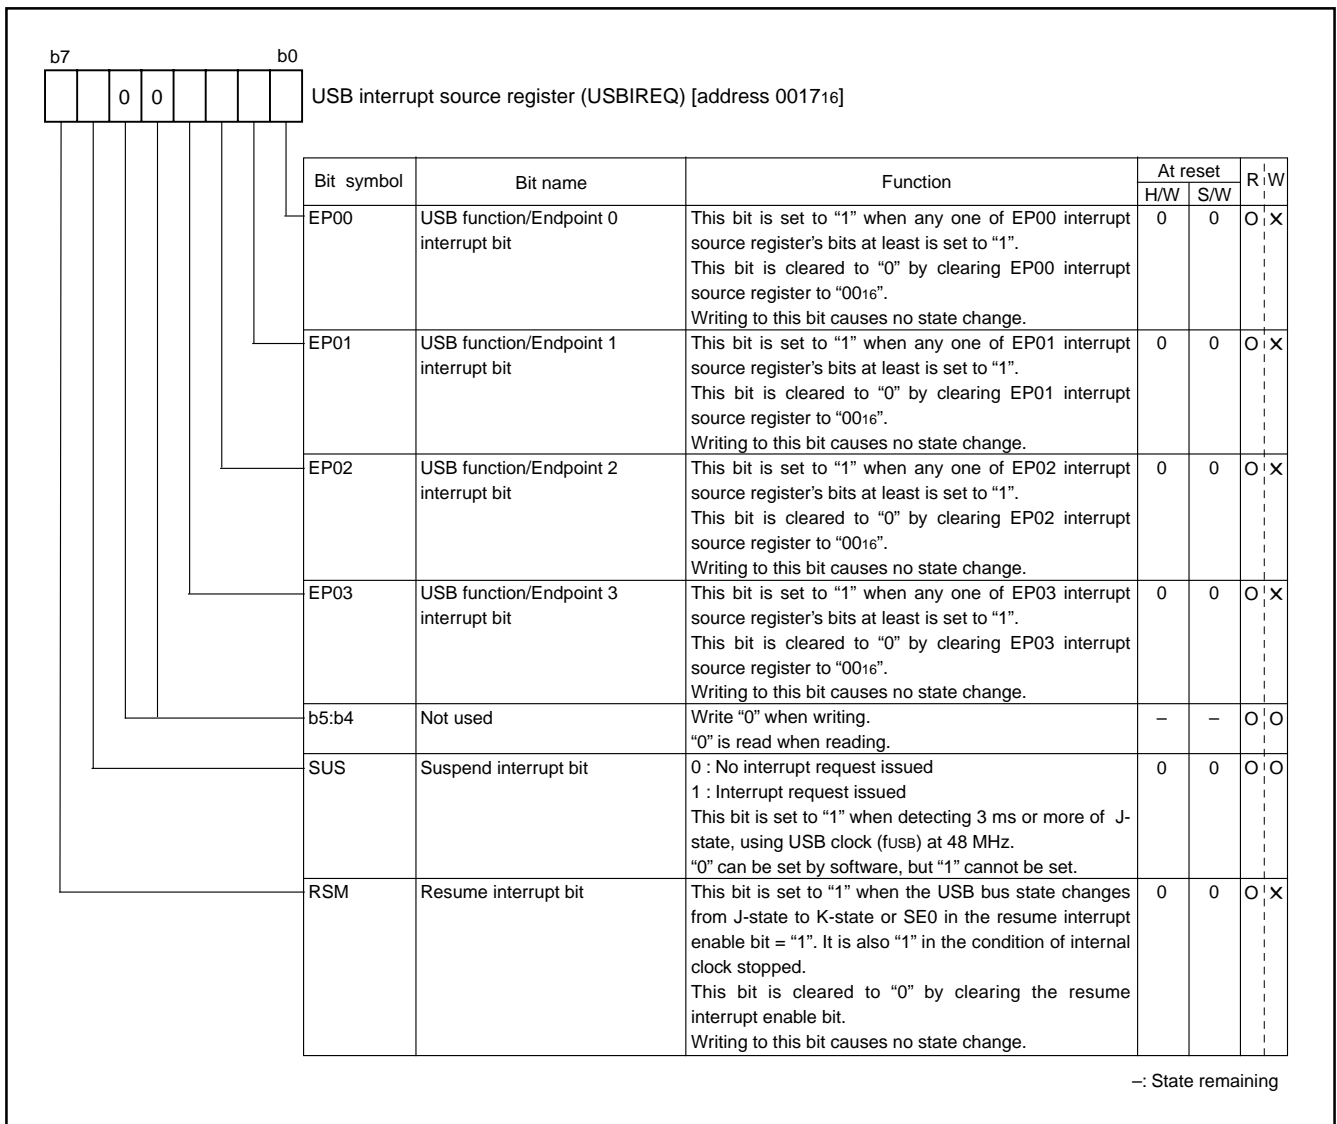 b7 b0
0 0
USB interrupt source register (USBIREQ) [address 001716]
Bit symbol Bit name Function At reset R W
H/W S/W
EP00 USB function/Endpoint 0 This bit is set to “1” when any one of EP00 interrupt 0 0 O ×
interrupt bit source register's bits at least is set to “1”.
This bit is cleared to “0” by clearing EP00 interrupt
source register to “0016”.
Writing to this bit causes no state change.
EP01 USB function/Endpoint 1 This bit is set to “1” when any one of EP01 interrupt 0 0 O ×
interrupt bit source register's bits at least is set to “1”.
This bit is cleared to “0” by clearing EP01 interrupt
source register to “0016”.
Writing to this bit causes no state change.
EP02 USB function/Endpoint 2 This bit is set to “1” when any one of EP02 interrupt 0 0 O ×
interrupt bit source register's bits at least is set to “1”.
This bit is cleared to “0” by clearing EP02 interrupt
source register to “0016”.
Writing to this bit causes no state change.
EP03 USB function/Endpoint 3 This bit is set to “1” when any one of EP03 interrupt 0 0 O ×
interrupt bit source register's bits at least is set to “1”.
This bit is cleared to “0” by clearing EP03 interrupt
source register to “0016”.
Writing to this bit causes no state change.
b5:b4 Not used Write “0” when writing. – – O O
“0” is read when reading.
SUS Suspend interrupt bit 0 : No interrupt request issued 0 0 O O
1 : Interrupt request issued
This bit is set to “1” when detecting 3 ms or more of J-
state, using USB clock (fUSB) at 48 MHz.
“0” can be set by software, but “1” cannot be set.
RSM Resume interrupt bit This bit is set to “1” when the USB bus state changes 0 0 O ×
from J-state to K-state or SE0 in the resume interrupt
enable bit = “1”. It is also “1” in the condition of internal
clock stopped.
This bit is cleared to “0” by clearing the resume
interrupt enable bit.
Writing to this bit causes no state change.
–: State remaining